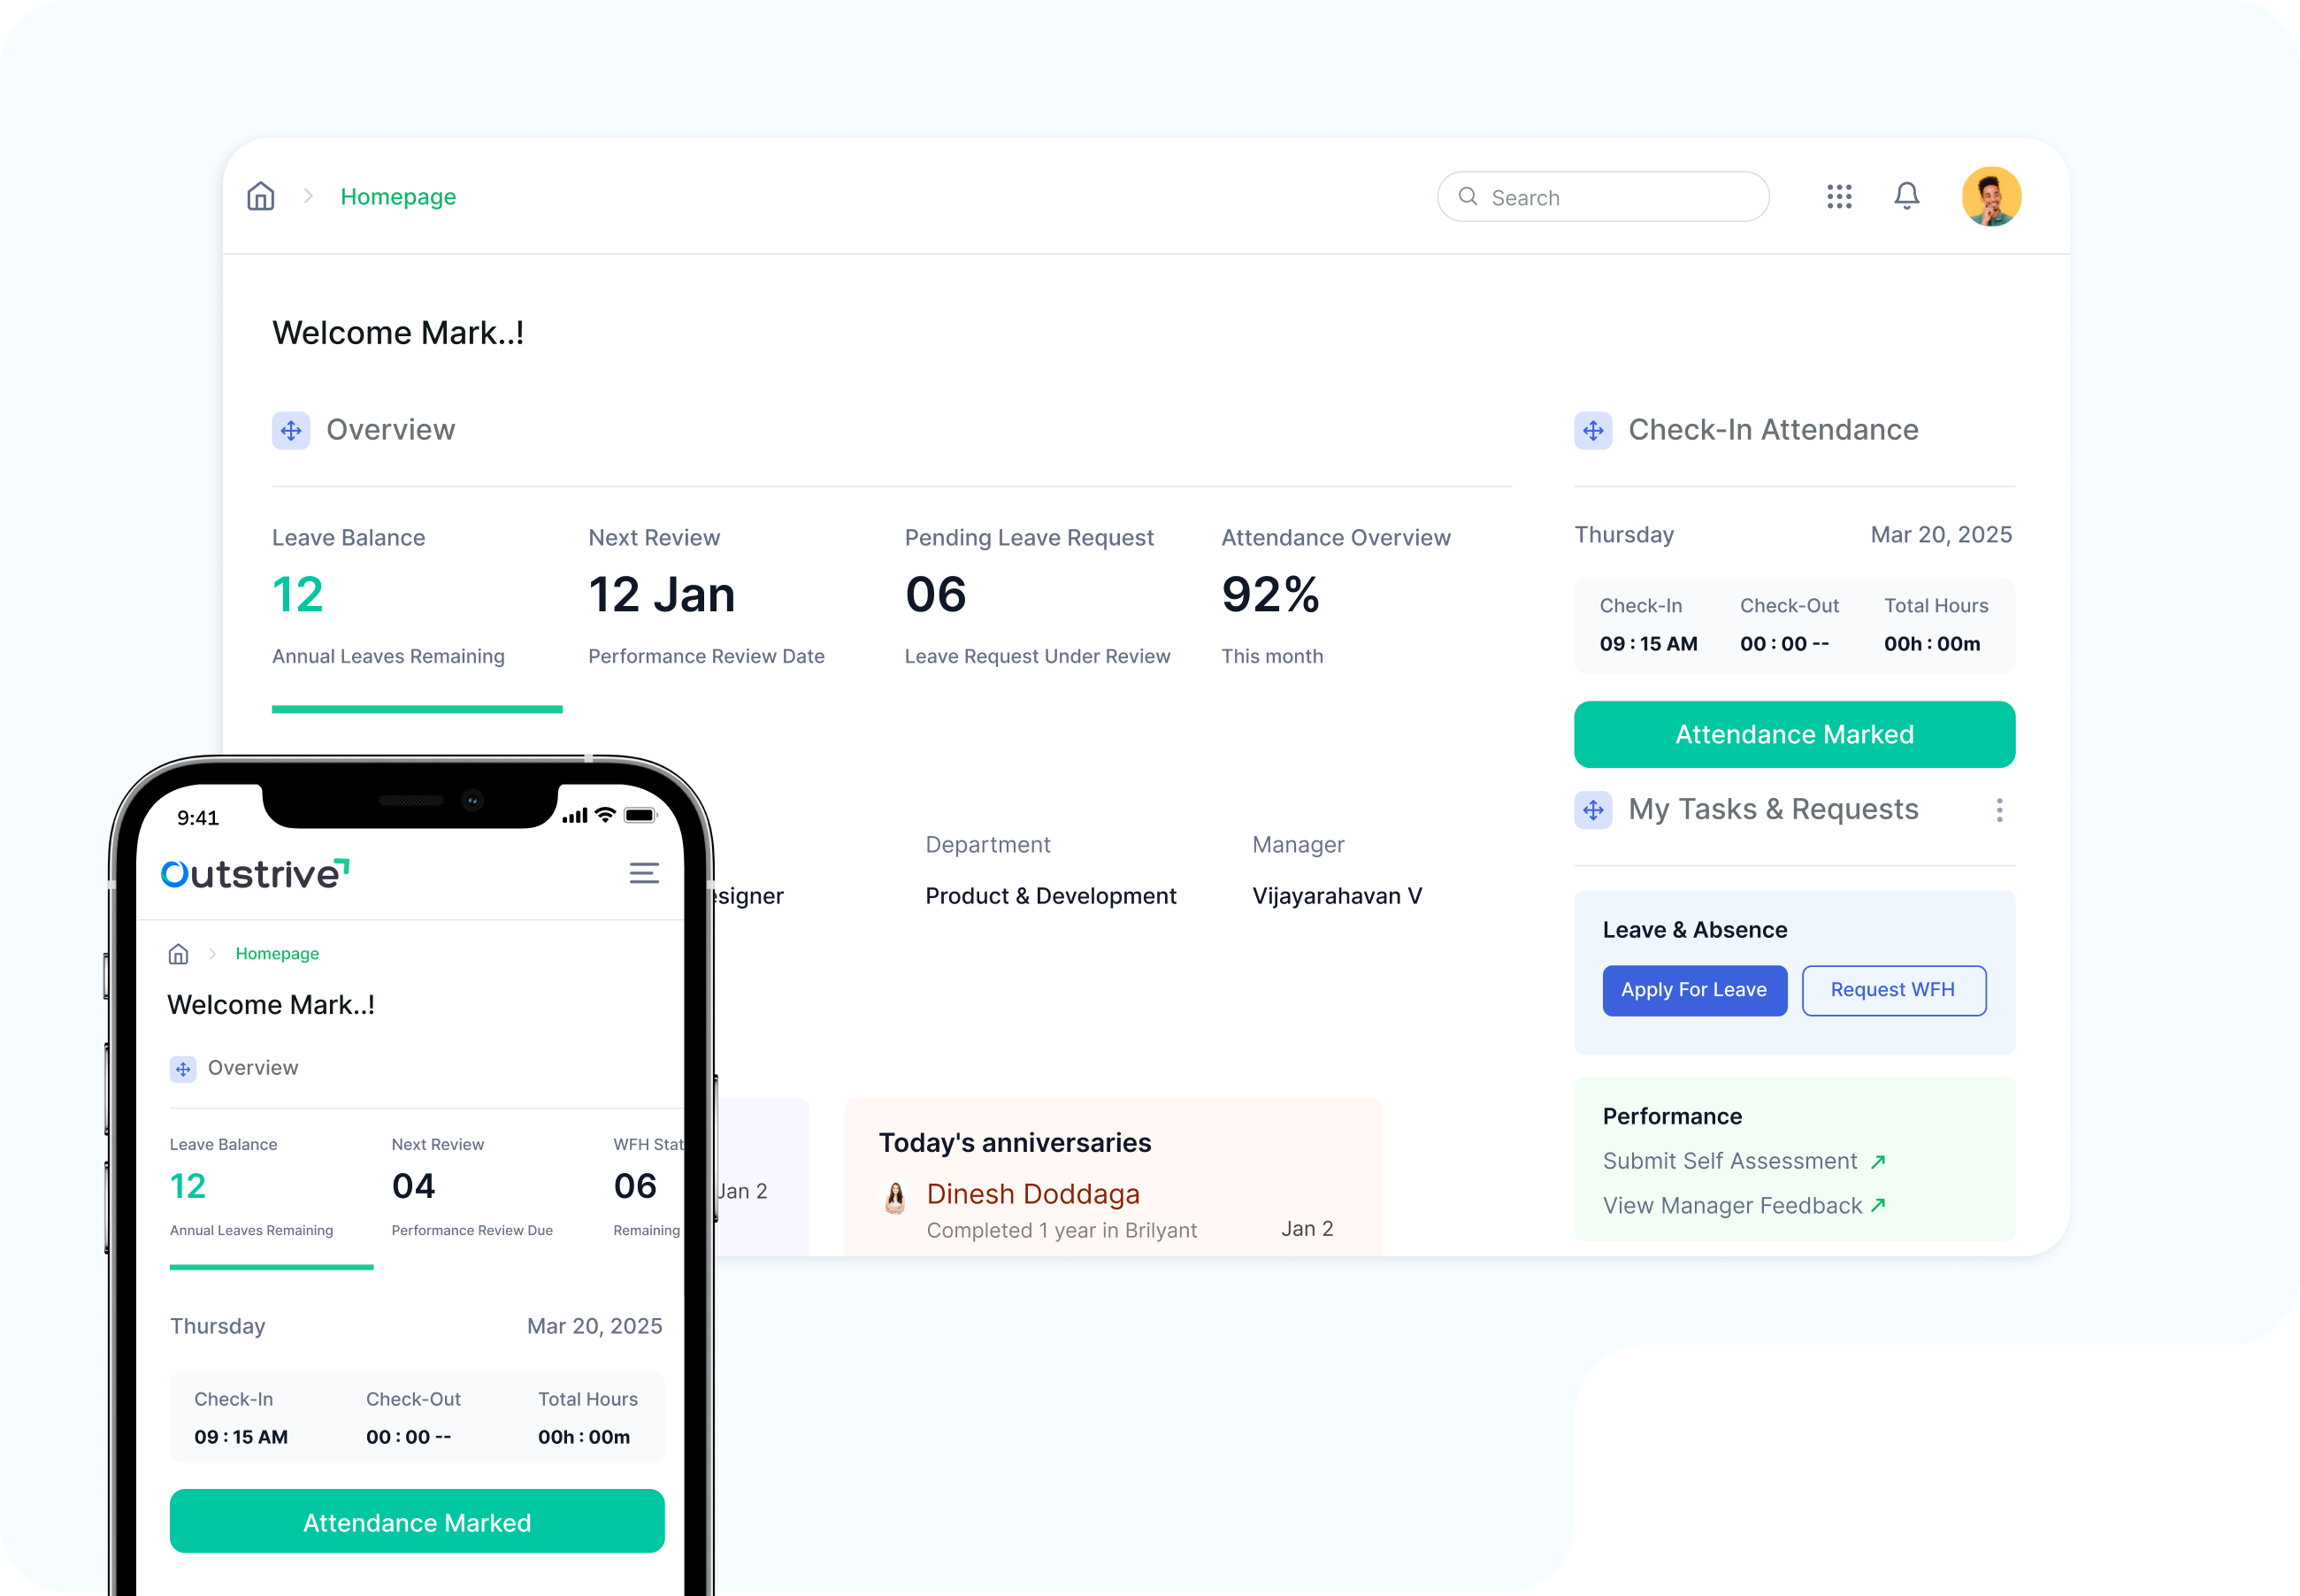 Homepage
Search
Welcome Mark..!
Overview
Leave Balance
12
Annual Leaves Remaining
Next Review
12 Jan
Performance Review Date
Pending Leave Request
06
Leave Request Under Review
Attendance Overview
92%
This month
Check-In Attendance
Thursday Mar 20, 2025
Check-In Check-Out Total Hours
09 : 15 AM 00 : 00 -- 00h : 00m
Attendance Marked
My Tasks & Requests
Leave & Absence
Apply For Leave Request WFH
Performance
Submit Self Assessment
View Manager Feedback
Department
Product & Development
Manager
Vijayarahavan V
Jan 2
Today's anniversaries
Dinesh Doddaga
Completed 1 year in Brilyant Jan 2
9:41
Outstrive
Homepage
Welcome Mark..!
Overview
Leave Balance
12
Annual Leaves Remaining
Next Review
04
Performance Review Due
WFH Stat
06
Remaining
Thursday Mar 20, 2025
Check-In Check-Out Total Hours
09 : 15 AM 00 : 00 -- 00h : 00m
Attendance Marked